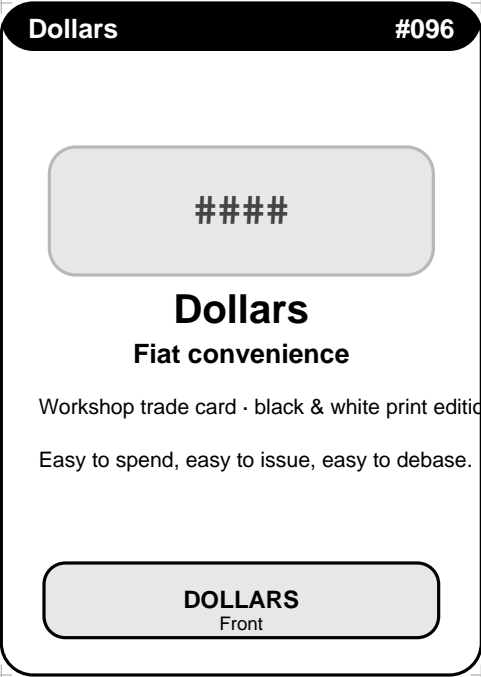 Dollars #096
####
Dollars
Fiat convenience
Workshop trade card · black & white print editio
Easy to spend, easy to issue, easy to debase.
DOLLARS
Front